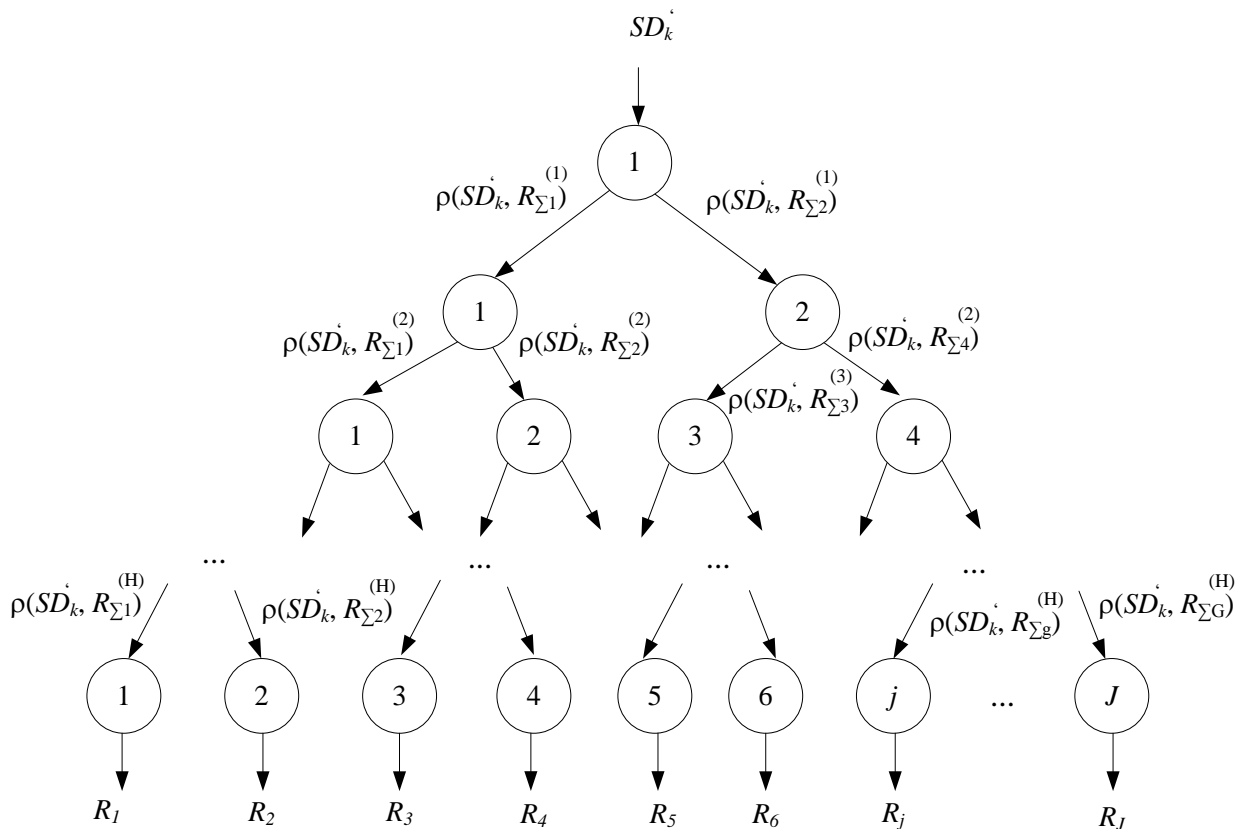 SD‘k
1
ρ(SD‘k, RΣ1)(1)
ρ(SD‘k, RΣ2)(1)
1
2
ρ(SD‘k, RΣ1)(2)
ρ(SD‘k, RΣ2)(2)
ρ(SD‘k, RΣ4)(2)
ρ(SD‘k, RΣ3)(3)
1
2
3
4
... ... ... ...
ρ(SD‘k, RΣ1)(H)
ρ(SD‘k, RΣ2)(H)
ρ(SD‘k, RΣg)(H)
ρ(SD‘k, RΣG)(H)
1 2 3 4 5 6 j ... J
R1 R2 R3 R4 R5 R6 Rj RJ